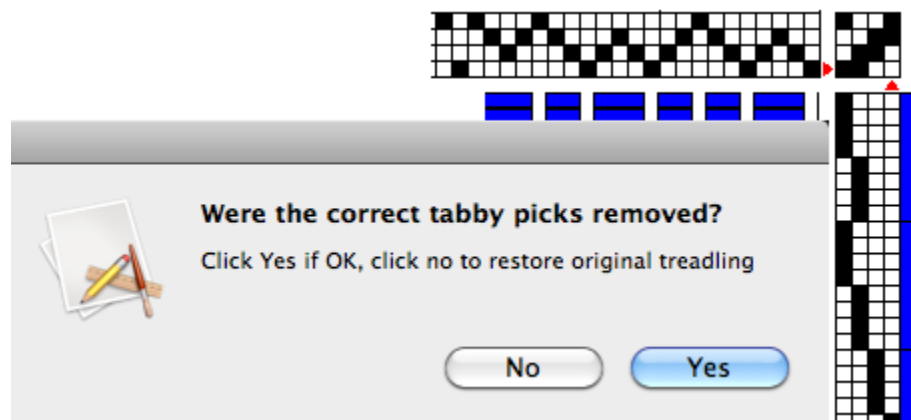 Were the correct tabby picks removed?
Click Yes if OK, click no to restore original treadling
No
Yes